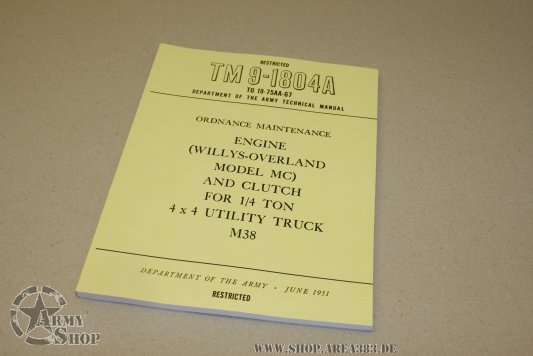 RESTRICTED
TM 9-1804A
TO 19-75AA-67
DEPARTMENT OF THE ARMY TECHNICAL MANUAL
ORDNANCE MAINTENANCE
ENGINE
(WILLYS-OVERLAND
MODEL MC)
AND CLUTCH
FOR 1/4 TON
4 x 4 UTILITY TRUCK
M38
DEPARTMENT OF THE ARMY · JUNE 1951
RESTRICTED
ARMY
SHOP
WWW.SHOP.AREA383.DE